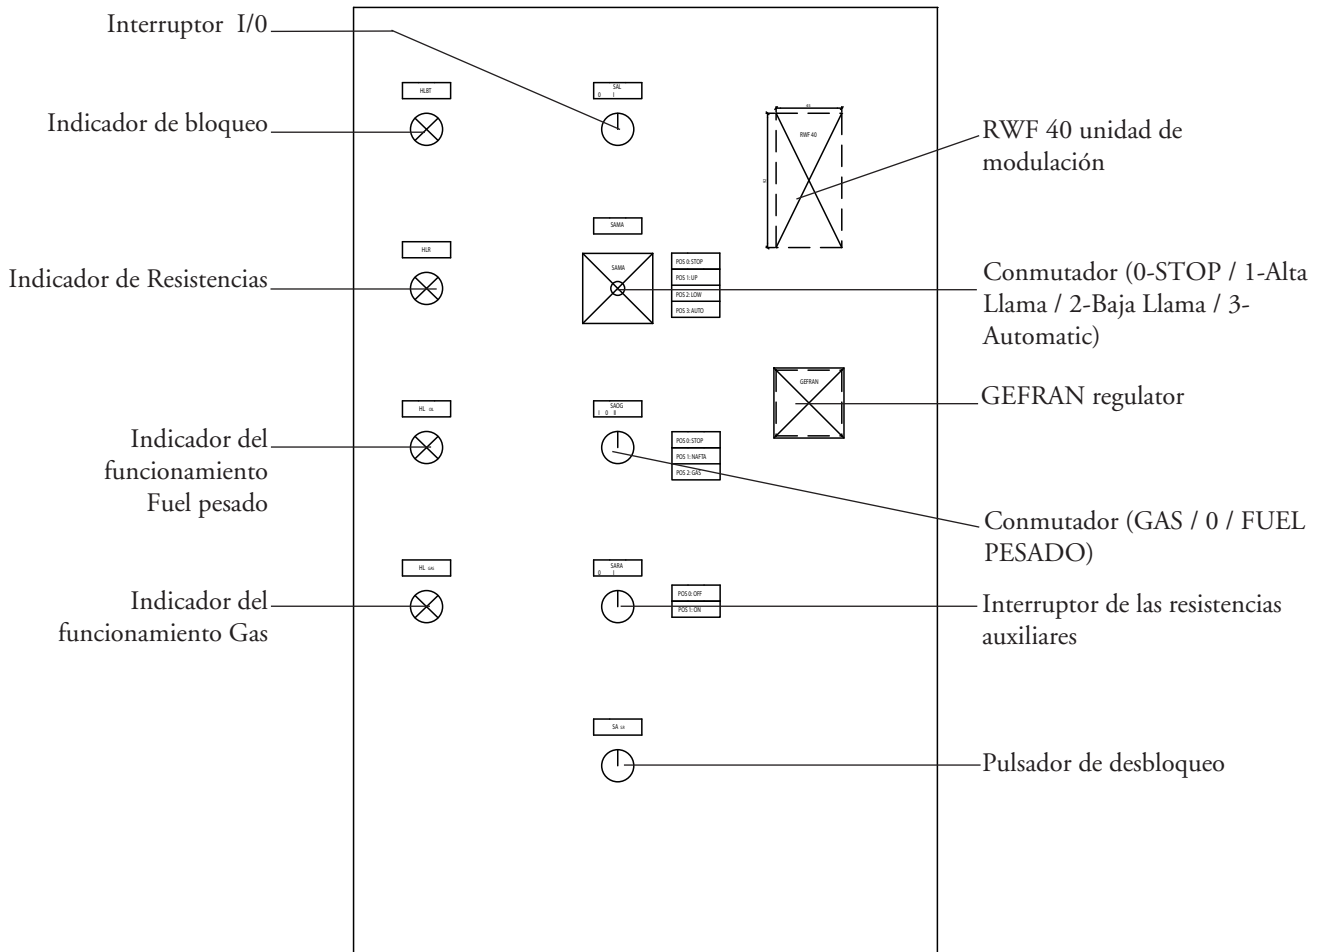 Interruptor I/0
Indicador de bloqueo
Indicador de Resistencias
Indicador del
funcionamiento
Fuel pesado
Indicador del
funcionamiento Gas
HLBT
HLR
HL OIL
HL GAS
SAL
0 I
SAMA
SAMA
POS 0: STOP
POS 1: UP
POS 2: LOW
POS 3: AUTO
SAOG
I 0 II
POS 0: STOP
POS 1: NAFTA
POS 2: GAS
SARA
0 I
POS 0: OFF
POS 1: ON
RWF 40
GEFRAN
RWF 40 unidad de
modulación
Conmutador (0-STOP / 1-Alta
Llama / 2-Baja Llama / 3-
Automatic)
GEFRAN regulator
Conmutador (GAS / 0 / FUEL
PESADO)
Interruptor de las resistencias
auxiliares
Pulsador de desbloqueo